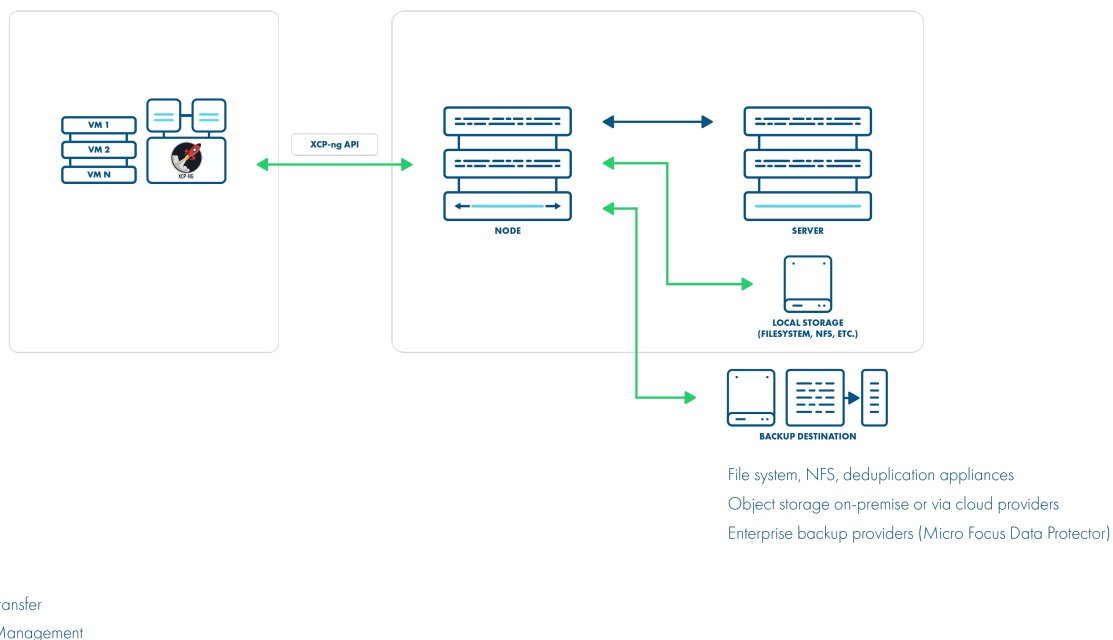 VM 1
VM 2
VM N
XCP-NG
XCP-ng API
NODE
SERVER
LOCAL STORAGE
(FILESYSTEM, NFS, ETC.)
BACKUP DESTINATION
File system, NFS, deduplication appliances
Object storage on-premise or via cloud providers
Enterprise backup providers (Micro Focus Data Protector)
ransfer
Management